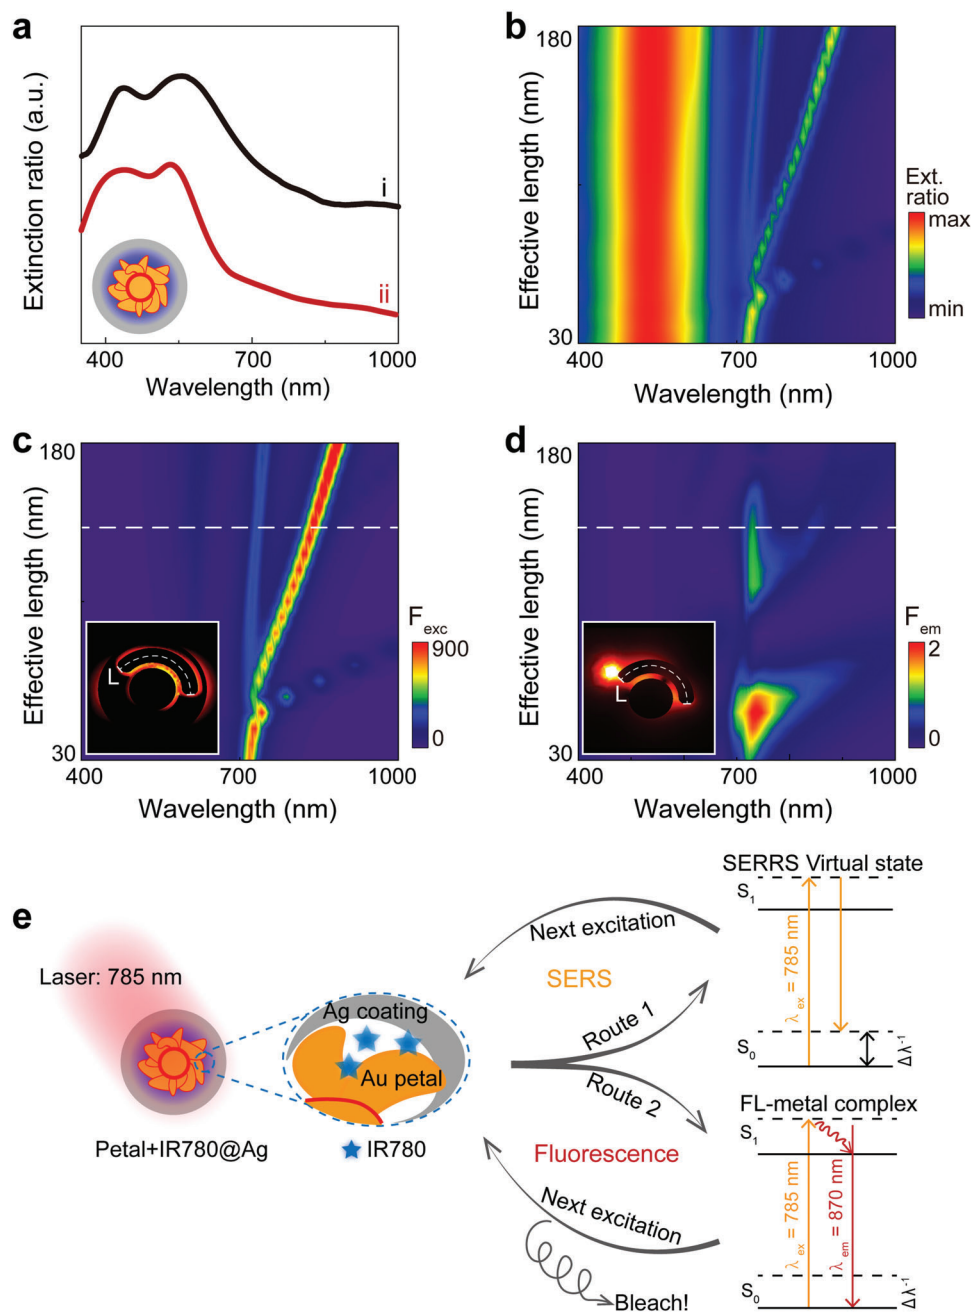 a
Extinction ratio (a.u.)
i
ii
400
700
1000
Wavelength (nm)
b
Effective length (nm)
180
30
400
700
1000
Wavelength (nm)
Ext.
ratio
max
min
c
Effective length (nm)
180
30
L
400
700
1000
Wavelength (nm)
F exc
900
0
d
Effective length (nm)
180
30
L
400
700
1000
Wavelength (nm)
F em
2
0
e
Laser: 785 nm
Petal+IR780@Ag
Ag coating
Au petal
IR780
Next excitation
SERS
Route 1
Route 2
Fluorescence
Next excitation
Bleach!
SERRS Virtual state
S1
λ ex = 785 nm
S0
Δλ-1
FL-metal complex
S1
λ ex = 785 nm
λ em = 870 nm
S0
Δλ-1